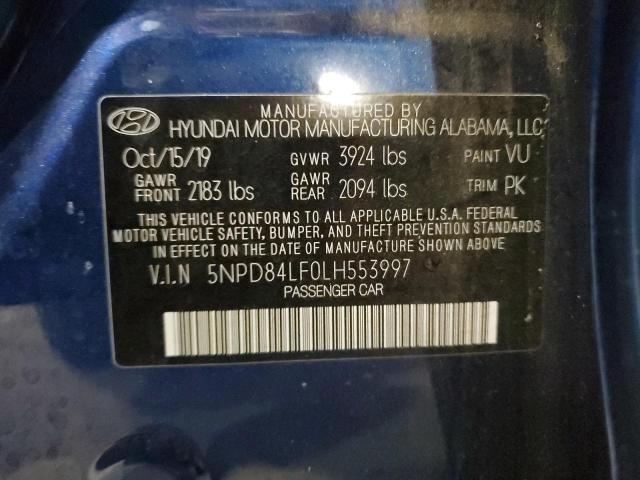 MANUFACTURED BY
HYUNDAI MOTOR MANUFACTURING ALABAMA, LLC
Oct/15/19 GVWR 3924 lbs PAINT VU
GAWR FRONT 2183 lbs GAWR REAR 2094 lbs TRIM PK
THIS VEHICLE CONFORMS TO ALL APPLICABLE U.S.A. FEDERAL
MOTOR VEHICLE SAFETY, BUMPER, AND THEFT PREVENTION STANDARDS
IN EFFECT ON THE DATE OF MANUFACTURE SHOWN ABOVE.
V.I.N 5NPD84LF0LH553997
PASSENGER CAR